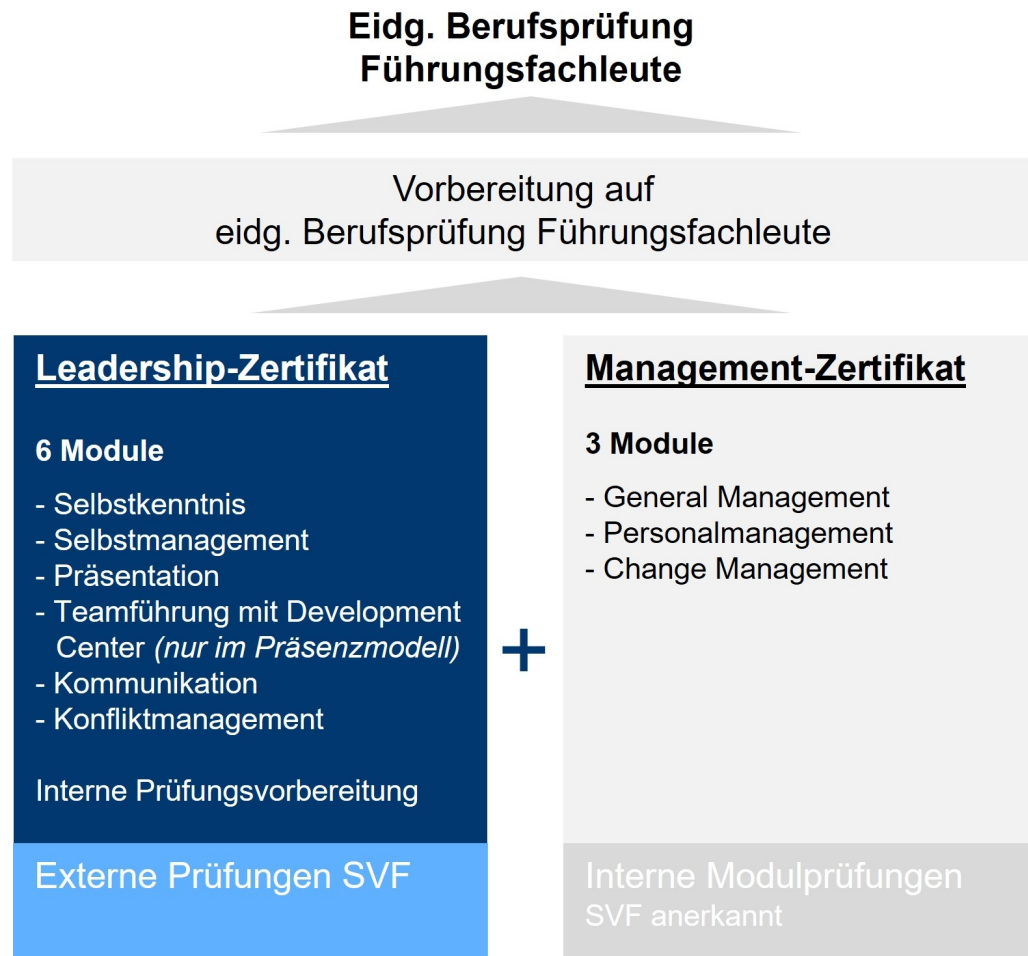 Eidg. Berufsprüfung
Führungsfachleute
Vorbereitung auf
eidg. Berufsprüfung Führungsfachleute
Leadership-Zertifikat
6 Module
- Selbstkenntnis
- Selbstmanagement
- Präsentation
- Teamführung mit Development
Center (nur im Präsenzmodell)
- Kommunikation
- Konfliktmanagement
Interne Prüfungsvorbereitung
Externe Prüfungen SVF
+
Management-Zertifikat
3 Module
- General Management
- Personalmanagement
- Change Management
Interne Modulprüfungen
SVF anerkannt